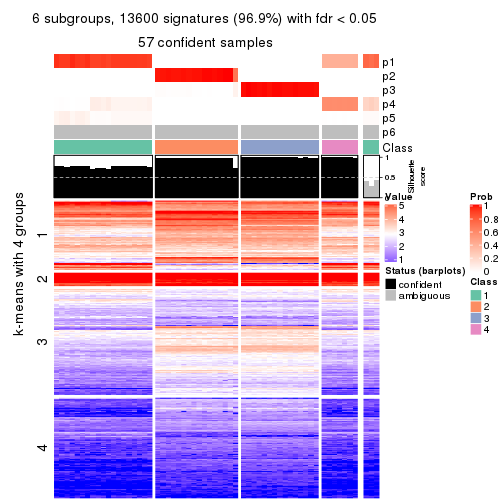 6 subgroups, 13600 signatures (96.9%) with fdr < 0.05
57 confident samples
p1
p2
p3
p4
p5
p6
Class
1
0.5
0
Silhouette
score
k-means with 4 groups
1
2
3
4
Value
5
4
3
2
1
Status (barplots)
confident
ambiguous
Prob
1
0.8
0.6
0.4
0.2
0
Class
1
2
3
4